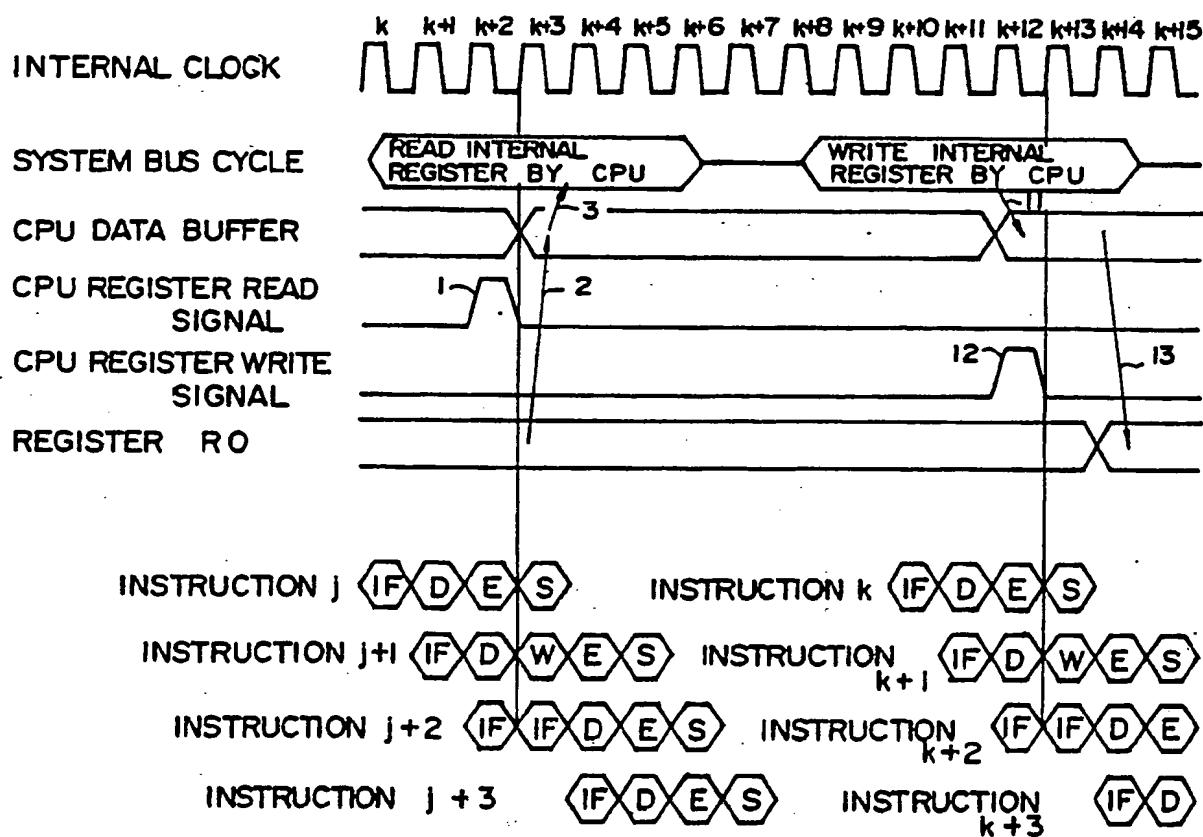 k k+1 k+2 k+3 k+4 k+5 k+6 k+7 k+8 k+9 k+10 k+11 k+12 k+13 k+14 k+15
INTERNAL CLOCK
SYSTEM BUS CYCLE
READ INTERNAL
REGISTER BY CPU
WRITE INTERNAL
REGISTER BY CPU
3
11
CPU DATA BUFFER
CPU REGISTER READ
SIGNAL
1
2
CPU REGISTER WRITE
SIGNAL
12
13
REGISTER R0
INSTRUCTION j IF D E S
INSTRUCTION k IF D E S
INSTRUCTION j+1 IF D W E S
INSTRUCTION
k+1
IF D W E S
INSTRUCTION j+2 IF IF D E S
INSTRUCTION
k+2
IF IF D E
INSTRUCTION j+3 IF D E S
INSTRUCTION
k+3
IF D